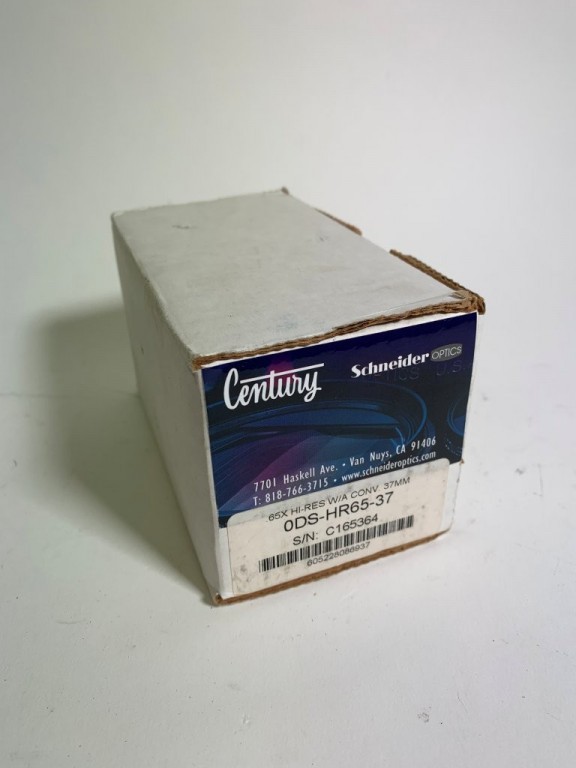 Century
Schneider OPTICS
7701 Haskell Ave. • Van Nuys, CA 91406
T: 818-766-3715 • www.schneideroptics.com
.65X HI-RES W/A CONV 37MM
0DS-HR65-37
S/N: C165364
605228086937